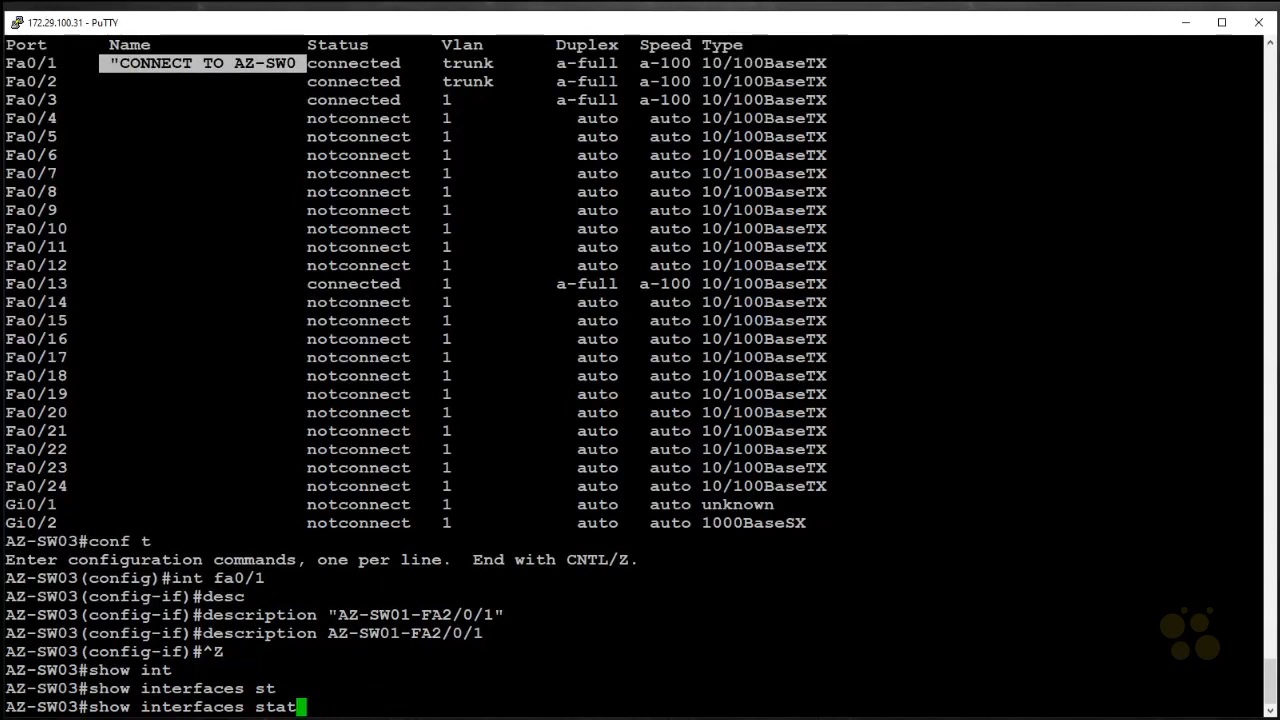 172.29.100.31 - PuTTY
Port Name Status Vlan Duplex Speed Type
Fa0/1 "CONNECT TO AZ-SW0 connected trunk a-full a-100 10/100BaseTX
Fa0/2 connected trunk a-full a-100 10/100BaseTX
Fa0/3 connected 1 a-full a-100 10/100BaseTX
Fa0/4 notconnect 1 auto auto 10/100BaseTX
Fa0/5 notconnect 1 auto auto 10/100BaseTX
Fa0/6 notconnect 1 auto auto 10/100BaseTX
Fa0/7 notconnect 1 auto auto 10/100BaseTX
Fa0/8 notconnect 1 auto auto 10/100BaseTX
Fa0/9 notconnect 1 auto auto 10/100BaseTX
Fa0/10 notconnect 1 auto auto 10/100BaseTX
Fa0/11 notconnect 1 auto auto 10/100BaseTX
Fa0/12 notconnect 1 auto auto 10/100BaseTX
Fa0/13 connected 1 a-full a-100 10/100BaseTX
Fa0/14 notconnect 1 auto auto 10/100BaseTX
Fa0/15 notconnect 1 auto auto 10/100BaseTX
Fa0/16 notconnect 1 auto auto 10/100BaseTX
Fa0/17 notconnect 1 auto auto 10/100BaseTX
Fa0/18 notconnect 1 auto auto 10/100BaseTX
Fa0/19 notconnect 1 auto auto 10/100BaseTX
Fa0/20 notconnect 1 auto auto 10/100BaseTX
Fa0/21 notconnect 1 auto auto 10/100BaseTX
Fa0/22 notconnect 1 auto auto 10/100BaseTX
Fa0/23 notconnect 1 auto auto 10/100BaseTX
Fa0/24 notconnect 1 auto auto 10/100BaseTX
Gi0/1 notconnect 1 auto auto unknown
Gi0/2 notconnect 1 auto auto 1000BaseSX
AZ-SW03#conf t
Enter configuration commands, one per line. End with CNTL/Z.
AZ-SW03(config)#int fa0/1
AZ-SW03(config-if)#desc
AZ-SW03(config-if)#description "AZ-SW01-FA2/0/1"
AZ-SW03(config-if)#description AZ-SW01-FA2/0/1
AZ-SW03(config-if)#^Z
AZ-SW03#show int
AZ-SW03#show interfaces st
AZ-SW03#show interfaces stat